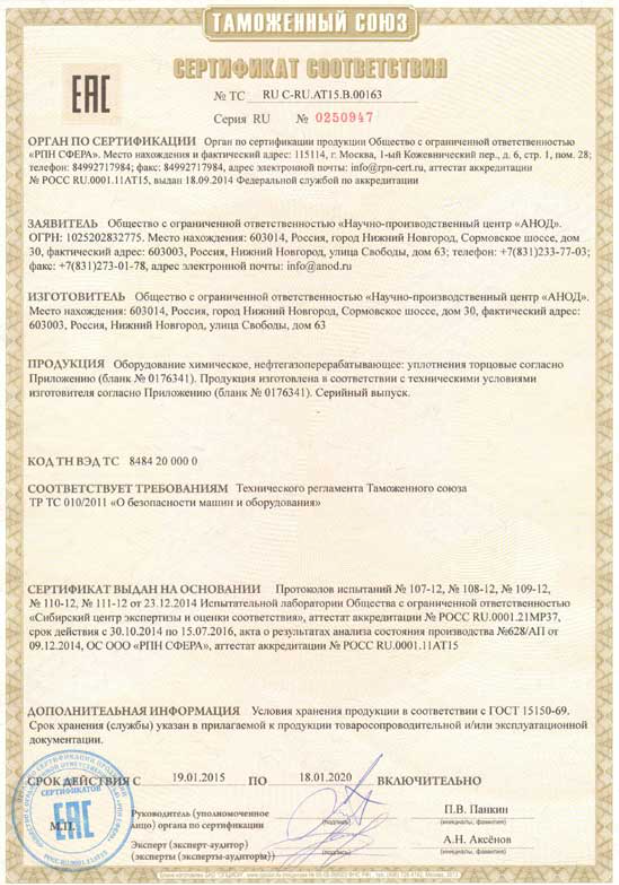 ТАМОЖЕННЫЙ СОЮЗ
СЕРТИФИКАТ СООТВЕТСТВИЯ
ЕАС
№ ТС RU C-RU.АТ15.В.00163
Серия RU № 0250947
ОРГАН ПО СЕРТИФИКАЦИИ Орган по сертификации продукции Общество с ограниченной ответственностью
«РПН СФЕРА». Место нахождения и фактический адрес: 115114, г. Москва, 1-ый Кожевнический пер., д. 6, стр. 1, пом. 28;
телефон: 84992717984; факс: 84992717984, адрес электронной почты: info@rpn-cert.ru, аттестат аккредитации
№ РОСС RU.0001.11АТ15, выдан 18.09.2014 Федеральной службой по аккредитации
ЗАЯВИТЕЛЬ Общество с ограниченной ответственностью «Научно-производственный центр «АНОД».
ОГРН: 1025202832775. Место нахождения: 603014, Россия, город Нижний Новгород, Сормовское шоссе, дом
30, фактический адрес: 603003, Россия, Нижний Новгород, улица Свободы, дом 63; телефон: +7(831)233-77-03;
факс: +7(831)273-01-78, адрес электронной почты: info@anod.ru
ИЗГОТОВИТЕЛЬ Общество с ограниченной ответственностью «Научно-производственный центр «АНОД».
Место нахождения: 603014, Россия, город Нижний Новгород, Сормовское шоссе, дом 30, фактический адрес:
603003, Россия, Нижний Новгород, улица Свободы, дом 63
ПРОДУКЦИЯ Оборудование химическое, нефтегазоперерабатывающее: уплотнения торцовые согласно
Приложению (бланк № 0176341). Продукция изготовлена в соответствии с техническими условиями
изготовителя согласно Приложению (бланк № 0176341). Серийный выпуск.
КОД ТН ВЭД ТС 8484 20 000 0
СООТВЕТСТВУЕТ ТРЕБОВАНИЯМ Технического регламента Таможенного союза
ТР ТС 010/2011 «О безопасности машин и оборудования»
СЕРТИФИКАТ ВЫДАН НА ОСНОВАНИИ Протоколов испытаний № 107-12, № 108-12, № 109-12,
№ 110-12, № 111-12 от 23.12.2014 Испытательной лаборатории Общества с ограниченной ответственностью
«Сибирский центр экспертизы и оценки соответствия», аттестат аккредитации № РОСС RU.0001.21МР37,
срок действия с 30.10.2014 по 15.07.2016, акта о результатах анализа состояния производства №628/АП от
09.12.2014, ОС ООО «РПН СФЕРА», аттестат аккредитации № РОСС RU.0001.11АТ15
ДОПОЛНИТЕЛЬНАЯ ИНФОРМАЦИЯ Условия хранения продукции в соответствии с ГОСТ 15150-69.
Срок хранения (службы) указан в прилагаемой к продукции товаросопроводительной и/или эксплуатационной
документации.
СРОК ДЕЙСТВИЯ С 19.01.2015 ПО 18.01.2020 ВКЛЮЧИТЕЛЬНО
СЕРТИФИКАТОВ
ЕАС
М.П.
Руководитель (уполномоченное
лицо) органа по сертификации
(подпись)
П.В. Панкин
(инициалы, фамилия)
Эксперт (эксперт-аудитор)
(эксперты (эксперты-аудиторы))
(подпись)
А.Н. Аксёнов
(инициалы, фамилия)